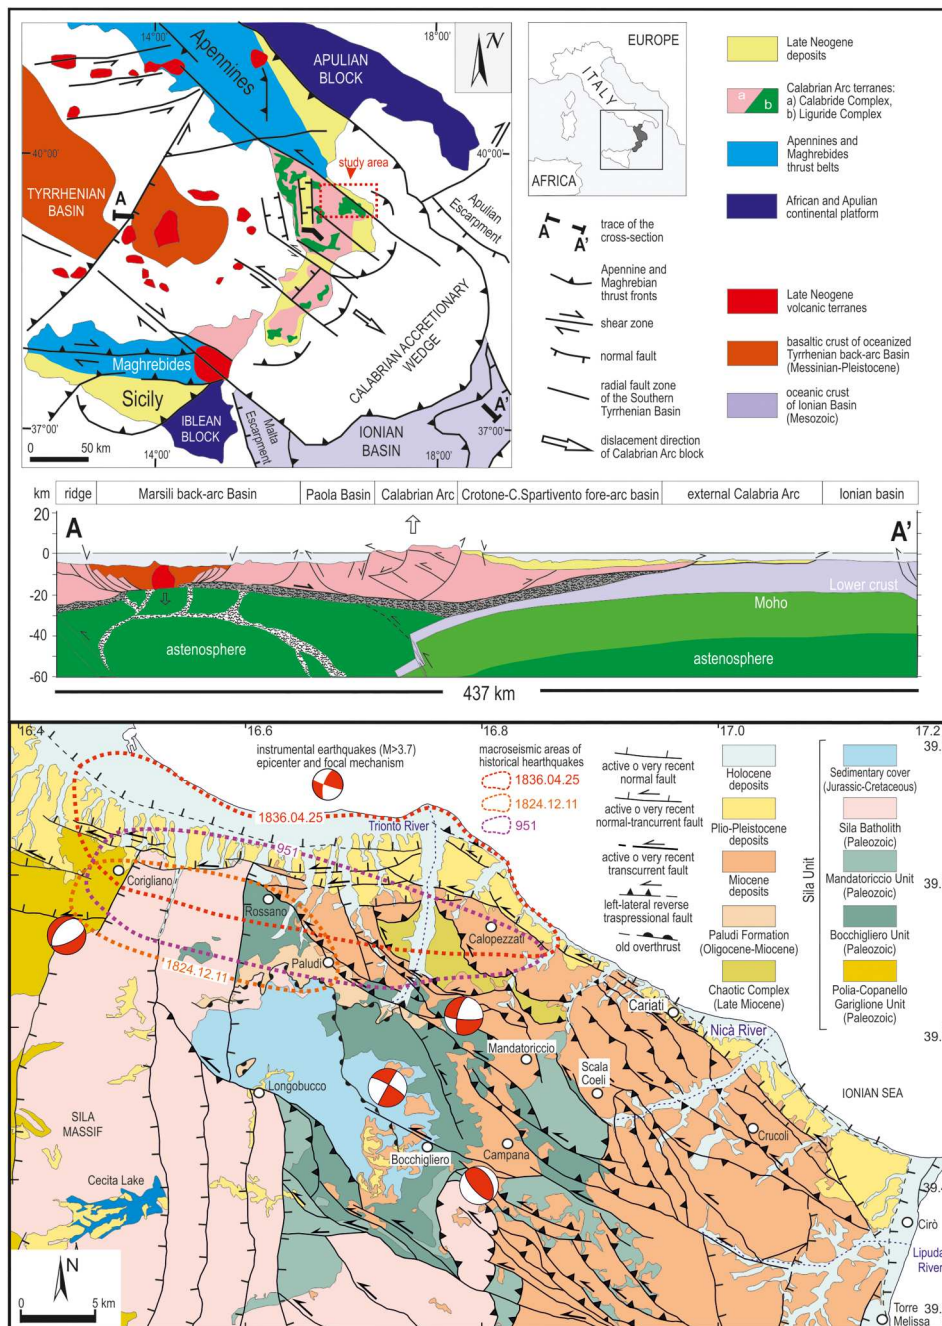 14°00'
18°00'
Apennines
APULIAN
BLOCK
N
40°00'
40°00'
study area
TYRRHENIAN
BASIN
A
Apulian
Escarpment
CALABRIAN ACCRETIONARY
WEDGE
Maghrebides
Sicily
IBLEAN
BLOCK
Malta
Escarpment
IONIAN
BASIN
A'
37°00'
37°00'
0 50 km
14°00'
18°00'
EUROPE
ITALY
AFRICA
A A'
trace of the
cross-section
Apennine and
Maghrebian
thrust fronts
shear zone
normal fault
radial fault zone
of the Southern
Tyrrhenian Basin
dislacement direction
of Calabrian Arc block
Late Neogene
deposits
a
b
Calabrian Arc terranes:
a) Calabride Complex,
b) Liguride Complex
Apennines and
Maghrebides
thrust belts
African and Apulian
continental platform
Late Neogene
volcanic terranes
basaltic crust of oceanized
Tyrrhenian back-arc Basin
(Messinian-Pleistocene)
oceanic crust
of Ionian Basin
(Mesozoic)
km ridge Marsili back-arc Basin Paola Basin Calabrian Arc Crotone-C.Spartivento fore-arc basin external Calabria Arc Ionian basin
20
0
-20
-40
-60
A
A'
Lower crust
Moho
astenosphere
astenosphere
437 km
16.4 16.6 16.8 17.0 17.2
39.
39.
39.
39.4
39.
instrumental earthquakes (M>3.7)
epicenter and focal mechanism
macroseismic areas of
historical hearthquakes
1836.04.25
1824.12.11
951
active o very recent
normal fault
active o very recent
normal-trancurrent fault
active o very recent
transcurrent fault
left-lateral reverse
traspressional fault
old overthrust
Holocene
deposits
Plio-Pleistocene
deposits
Miocene
deposits
Paludi Formation
(Oligocene-Miocene)
Chaotic Complex
(Late Miocene)
Sila Unit
Sedimentary cover
(Jurassic-Cretaceous)
Sila Batholith
(Paleozoic)
Mandatoriccio Unit
(Paleozoic)
Bocchigliero Unit
(Paleozoic)
Polia-Copanello
Gariglione Unit
(Paleozoic)
1836.04.25
Trionto River
951
Corigliano
Rossano
Calopezzati
Paludi
1824.12.11
Cariati
Nicà River
Mandatoriccio
Scala
Coeli
Longobucco
IONIAN SEA
SILA
MASSIF
Crucoli
Campana
Bocchigliero
Cecita Lake
Cirò
Lipuda
River
Torre
Melissa
N
0 5 km